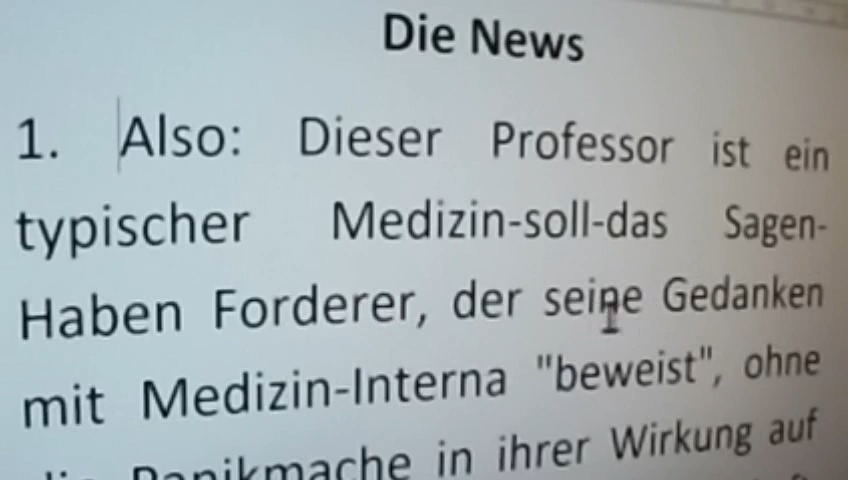 Die News
1. Also: Dieser Professor ist ein
typischer Medizin-soll-das Sagen-
Haben Forderer, der seine Gedanken
mit Medizin-Interna "beweist", ohne
die Panikmache in ihrer Wirkung auf